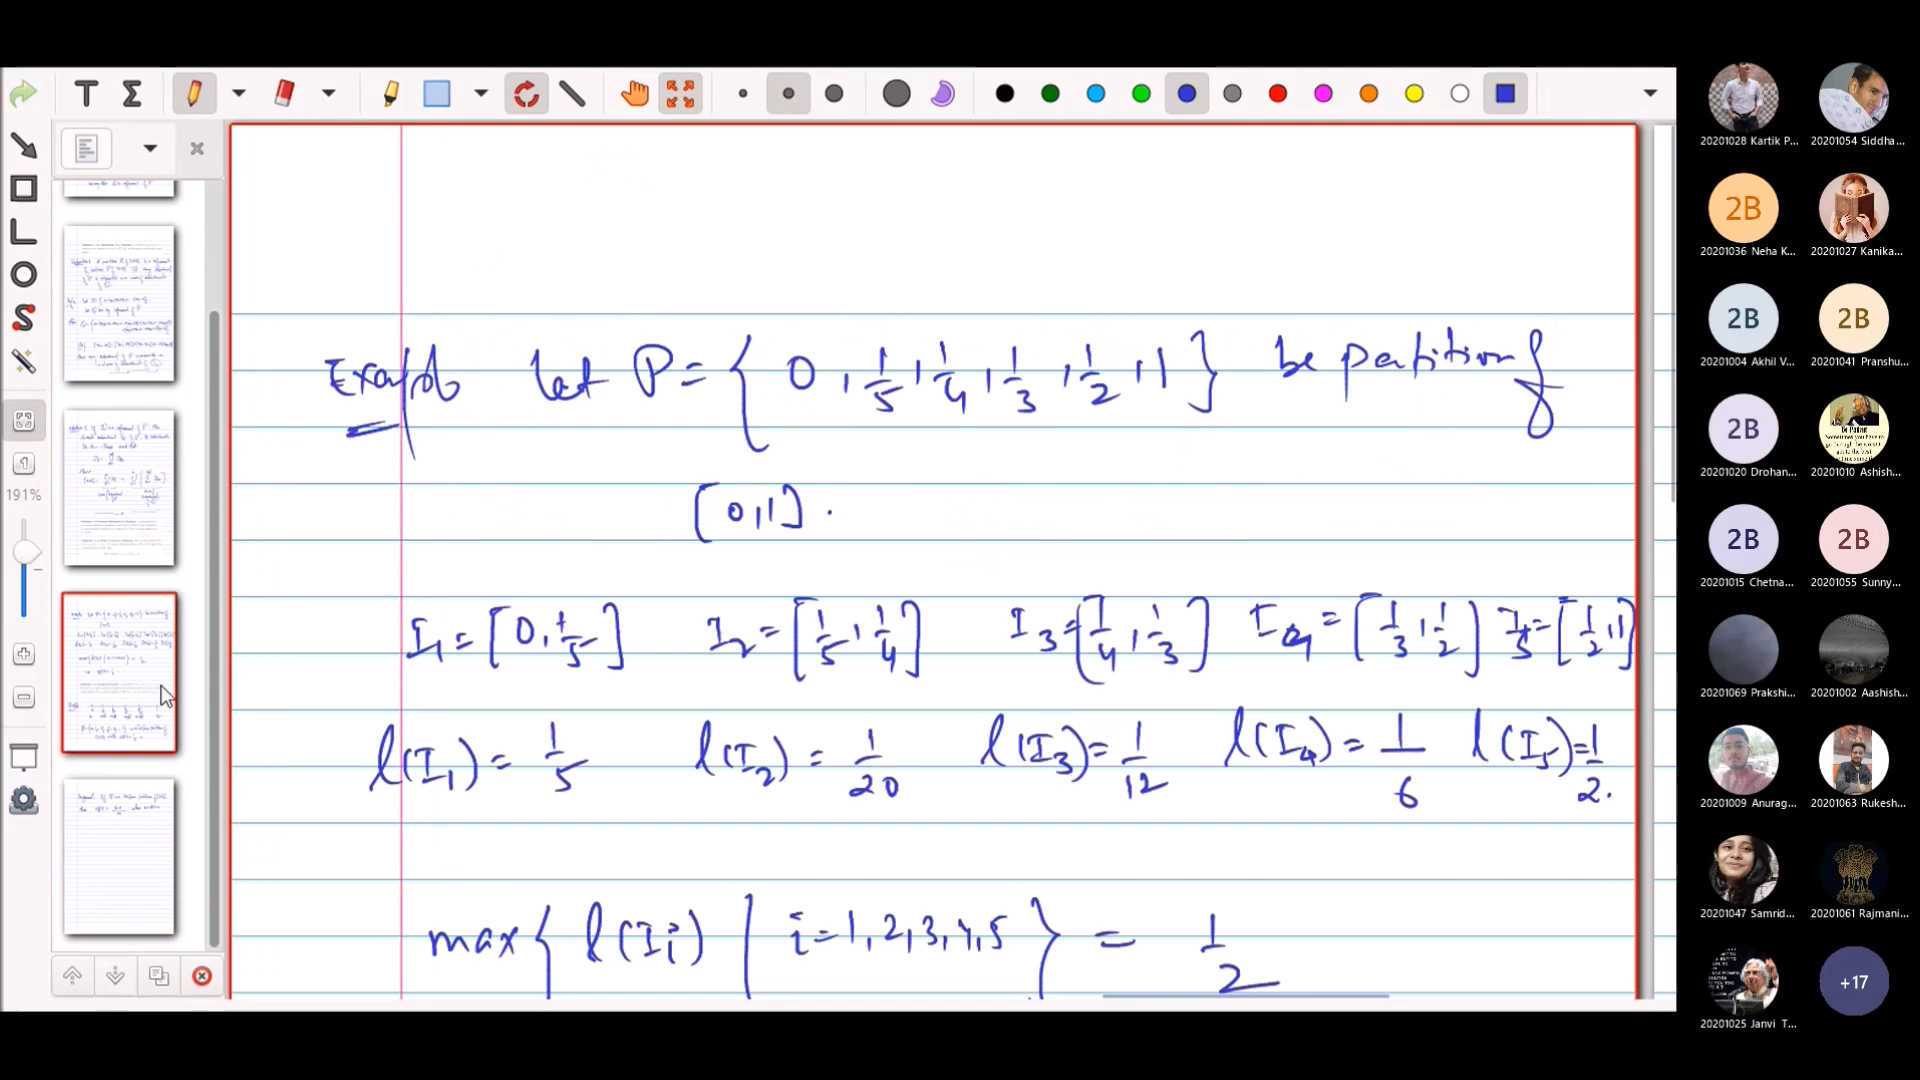 Example let P = { 0, 1/5, 1/4, 1/3, 1/2, 1 } be partition of
[0,1].
I1 = [0, 1/5] I2 = [1/5, 1/4] I3 = [1/4, 1/3] I4 = [1/3, 1/2] I5 = [1/2, 1]
l(I1) = 1/5 l(I2) = 1/20 l(I3) = 1/12 l(I4) = 1/6 l(I5) = 1/2.
max { l(Ii) | i=1,2,3,4,5 } = 1/2
191%
20201028 Kartik P... 20201054 Siddha...
2B
20201036 Neha K... 20201027 Kanika...
2B 2B
20201004 Akhil V... 20201041 Pranshu...
2B
20201020 Drohan... 20201010 Ashish...
2B 2B
20201015 Chetna... 20201055 Sunny...
20201069 Prakshi... 20201002 Aashish...
20201009 Anurag... 20201063 Rukesh...
20201047 Samrid... 20201061 Rajmani...
+17
20201025 Janvi T...